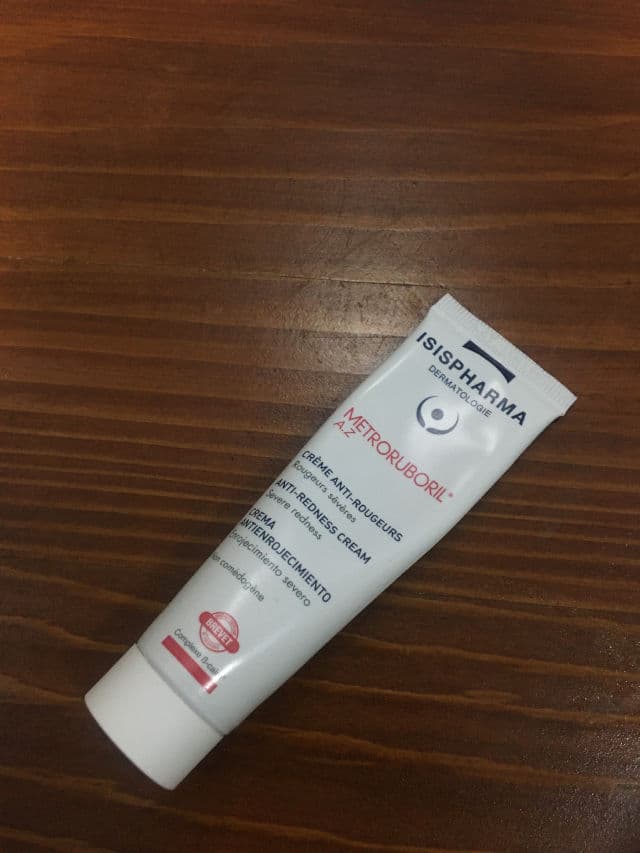 ISISPHARMA
DERMATOLOGIE
METRORUBORIL®
A.Z
CRÈME ANTI-ROUGEURS
Rougeurs sévères
ANTI-REDNESS CREAM
Severe redness
CREMA
ANTIENROJECIMIENTO
Enrojecimiento severo
comédogène
BREVET
Complexe